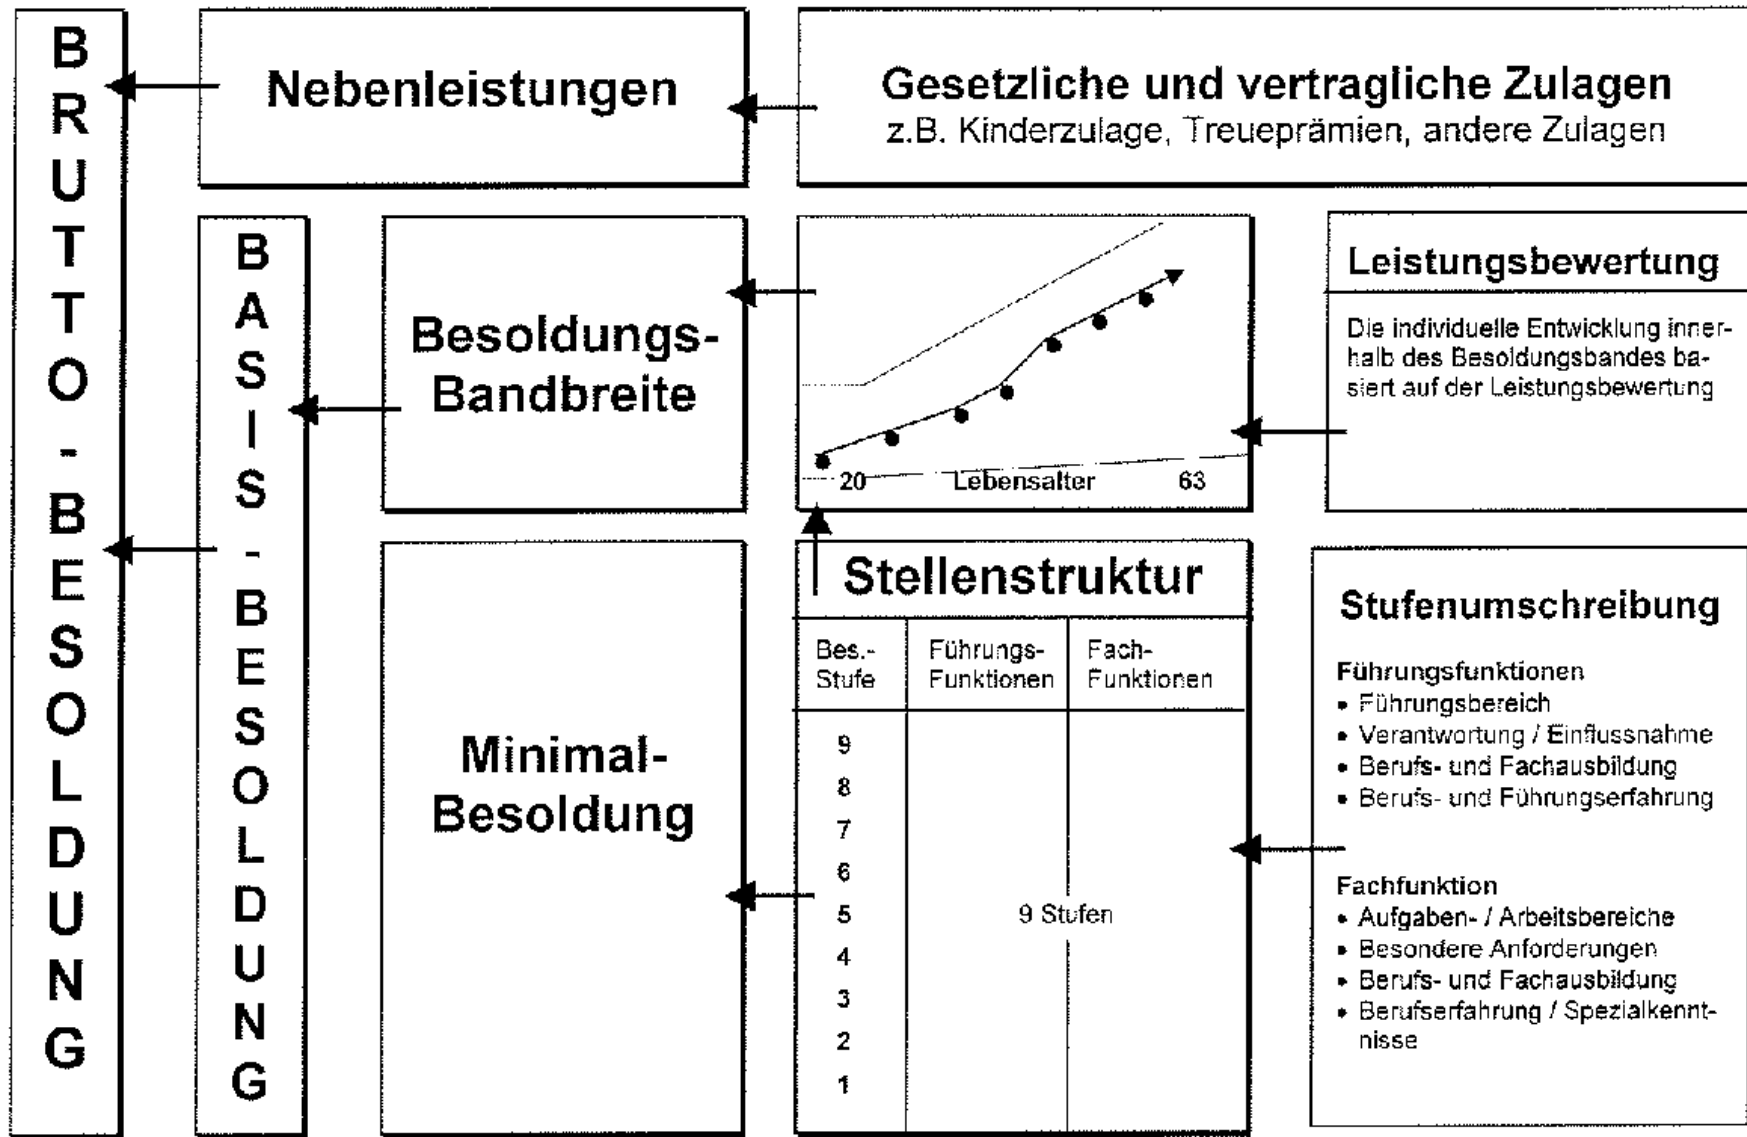 BRUTTO-BESOLDUNG
Nebenleistungen
Gesetzliche und vertragliche Zulagen
z.B. Kinderzulage, Treueprämien, andere Zulagen
BASIS-BESOLDUNG
Besoldungs-
Bandbreite
20 Lebensalter 63
Leistungsbewertung
Die individuelle Entwicklung inner-
halb des Besoldungsbandes ba-
siert auf der Leistungsbewertung
Minimal-
Besoldung
Stellenstruktur
Bes.-
Stufe
Führungs-
Funktionen
Fach-
Funktionen
9
8
7
6
5
4
3
2
1
9 Stufen
Stufenumschreibung
Führungsfunktionen
• Führungsbereich
• Verantwortung / Einflussnahme
• Berufs- und Fachausbildung
• Berufs- und Führungserfahrung
Fachfunktion
• Aufgaben- / Arbeitsbereiche
• Besondere Anforderungen
• Berufs- und Fachausbildung
• Berufserfahrung / Spezialkennt-
nisse